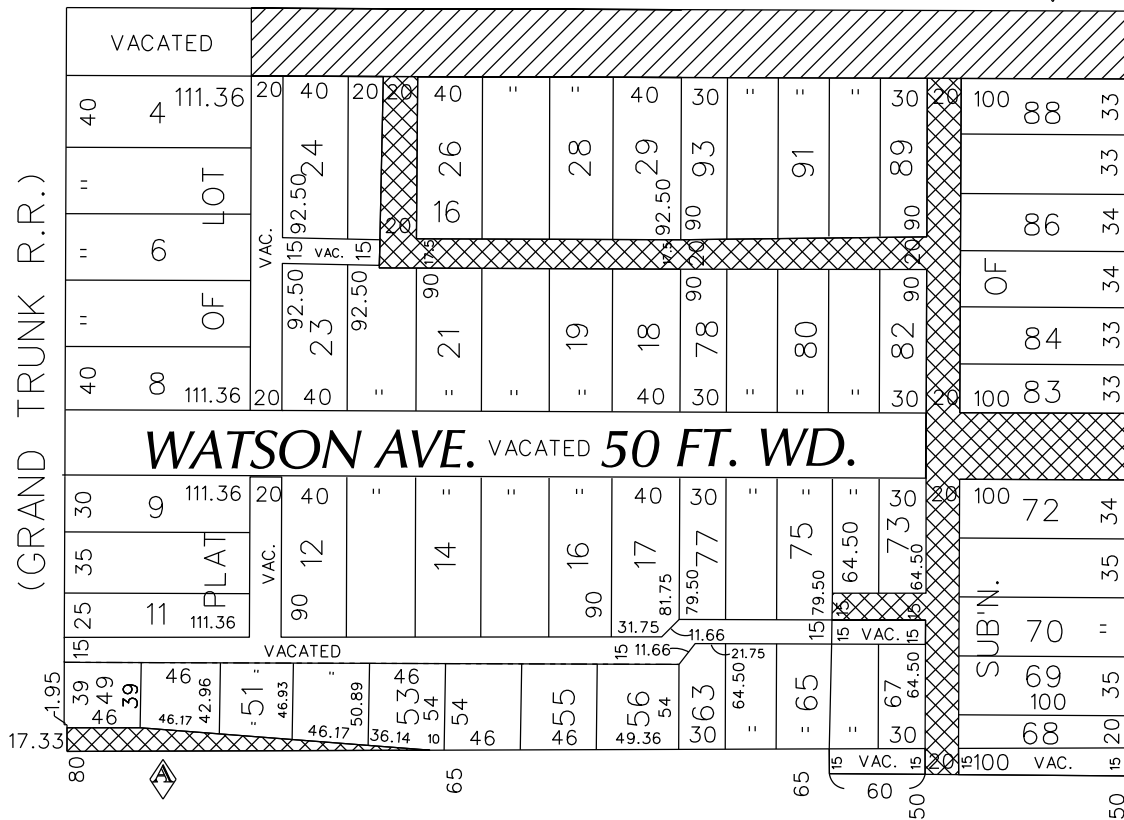 VACATED
40 4 111.36 20 40 20 20 40 " " 40 30 " " 30 20 100 88 33
24 26 28 29 93 91 89 33
" LOT 92.50 16 92.50 90 90 86 34
" 6 VAC. 15 VAC. 15 20 17.5 17.5 20 20
" OF 92.50 92.50 90 90 90 OF 34
23 21 19 18 78 80 82 84 33
40 8 111.36 20 40 " " " " 40 30 " " 30 20 100 83 33
(GRAND TRUNK R.R.)
WATSON AVE. VACATED 50 FT. WD.
30 9 111.36 20 40 " " " " 40 30 " " 30 20 100 72 34
35 PLAT VAC. 12 14 16 17 77 75 64.50 73 64.50 35
25 11 111.36 90 90 81.75 79.50 79.50 15 15 SUB'N. 70 "
31.75 11.66 15 15 VAC. 15
15 VACATED 15 11.66 21.75
1.95 39 49 39 46 42.96 "51" 46.93 " 50.89 46 53 54 54 55 56 54 63 64.50 65 67 64.50 69 100 35
46 46.17 46.17 36.14 10 46 46 49.36 30 " " 30 68 20
17.33
15 VAC. 15 20 15 100 VAC. 15
80 A 65 65 60 50 50